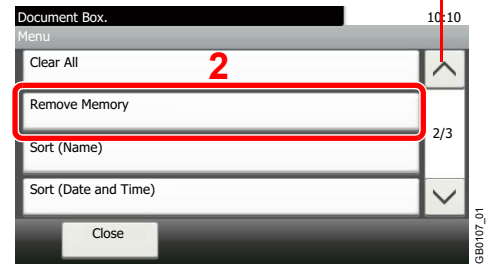 Document Box.
10:10
Menu
Clear All
2
Remove Memory
2/3
Sort (Name)
Sort (Date and Time)
Close
GB0107_01